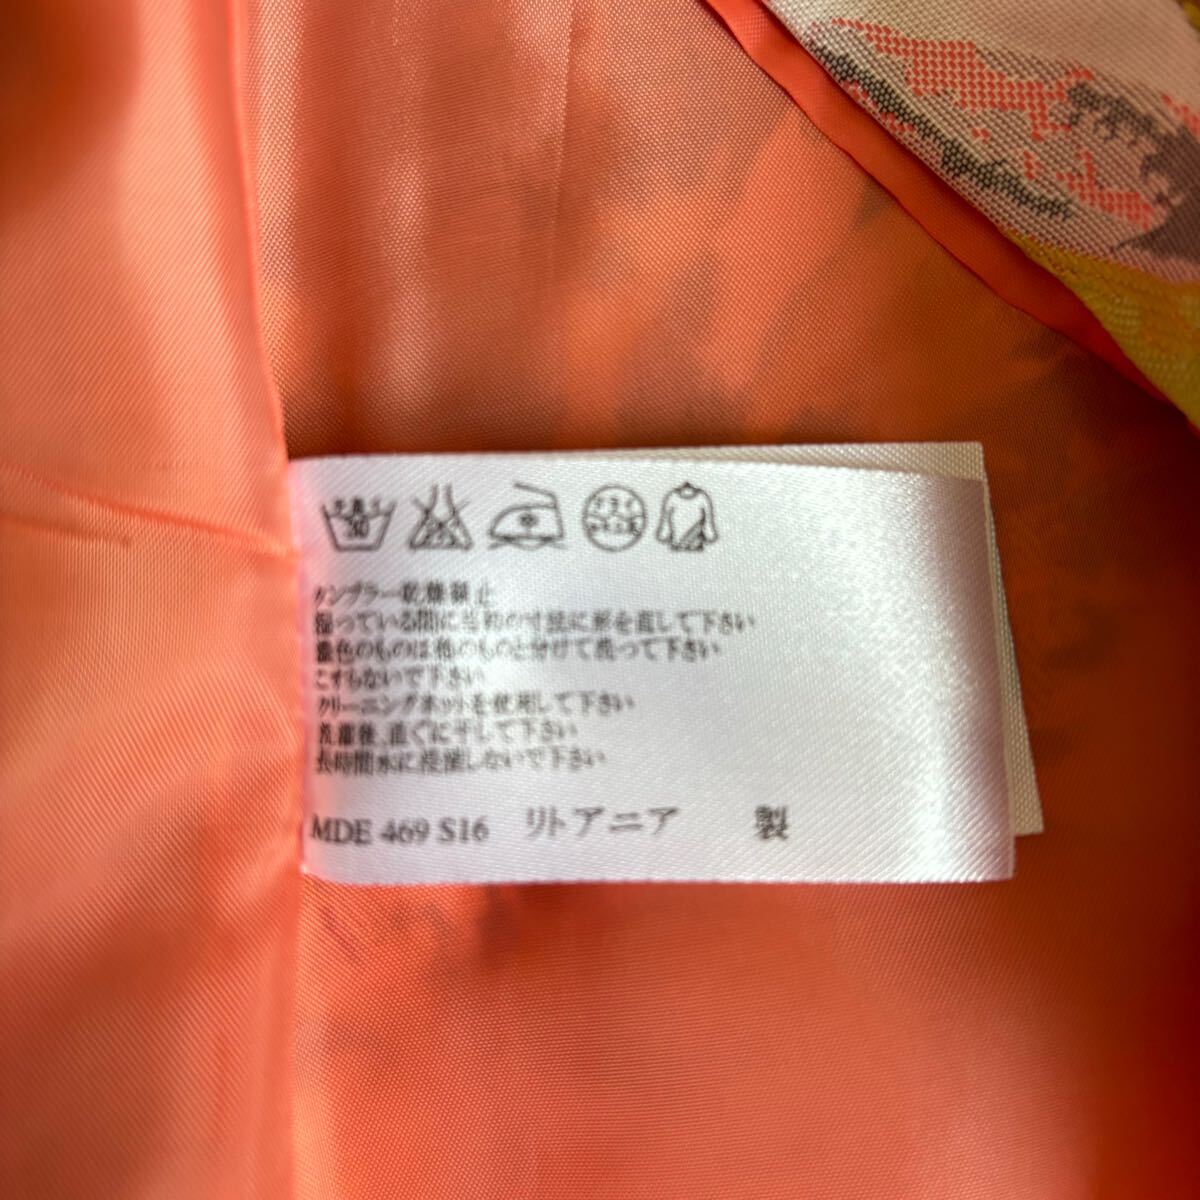 タンブラー乾燥禁止
湿っている間に当初の寸法に形を直して下さい
濃色のものは他のものと分けて洗って下さい
こすらないで下さい
クリーニングネットを使用して下さい
洗濯後、直ぐに干して下さい
長時間水に浸漬しないで下さい
MDE 469 S16 リトアニア 製